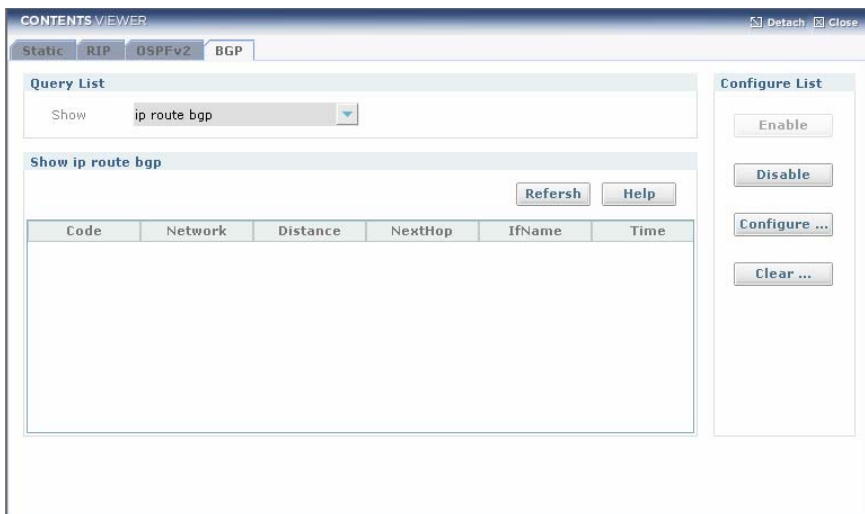 CONTENTS VIEWER
Detach Close
Static RIP OSPFv2 BGP
Query List
Show ip route bgp
Show ip route bgp
Refersh Help
Code Network Distance NextHop IfName Time
Configure List
Enable
Disable
Configure ...
Clear ...